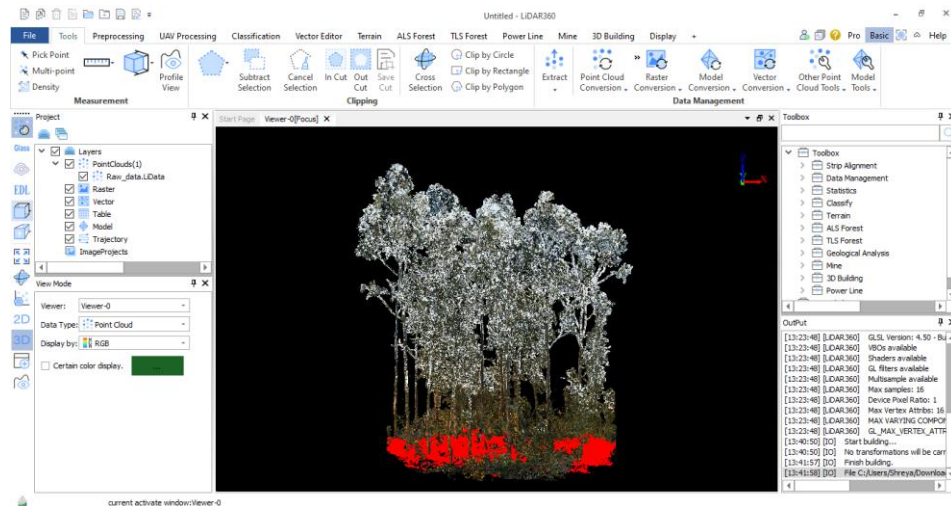 Untitled - LiDAR360
File Tools Preprocessing UAV Processing Classification Vector Editor Terrain ALS Forest TLS Forest Power Line Mine 3D Building Display + Pro Basic Help
Pick Point
Multi-point
Density
Profile View
Measurement
Subtract Selection
Cancel Selection
In Cut
Out Cut
Save Cut
Cross Selection
Clip by Circle
Clip by Rectangle
Clip by Polygon
Clipping
Extract
Point Cloud Conversion
Raster Conversion
Model Conversion
Vector Conversion
Other Point Cloud Tools
Model Tools
Data Management
Project
Layers
PointClouds(1)
Raw_data.LiData
Raster
Vector
Table
Model
Trajectory
ImageProjects
Glass
EDL
2D
3D
View Mode
Viewer: Viewer-0
Data Type: Point Cloud
Display by: RGB
Certain color display.
...
Start Page Viewer-0[Focus]
Toolbox
Toolbox
Strip Alignment
Data Management
Statistics
Classify
Terrain
ALS Forest
TLS Forest
Geological Analysis
Mine
3D Building
Power Line
OutPut
[13:23:48] [LiDAR360] GLSL Version: 4.50 - Bu
[13:23:48] [LiDAR360] VBOs available
[13:23:48] [LiDAR360] Shaders available
[13:23:48] [LiDAR360] GL filters available
[13:23:48] [LiDAR360] Multisample available
[13:23:48] [LiDAR360] Max samples: 16
[13:23:48] [LiDAR360] Device Pixel Ratio: 1
[13:23:48] [LiDAR360] Max Vertex Attribs: 16
[13:23:48] [LiDAR360] MAX VARYING COMPON
[13:23:48] [LiDAR360] GL_MAX_VERTEX_ATTR
[13:40:50] [IO] Start building...
[13:40:50] [IO] No transformations will be carr
[13:41:57] [IO] Finish building.
[13:41:58] [IO] File C:/Users/Shreya/Downloa
current activate window:Viewer-0